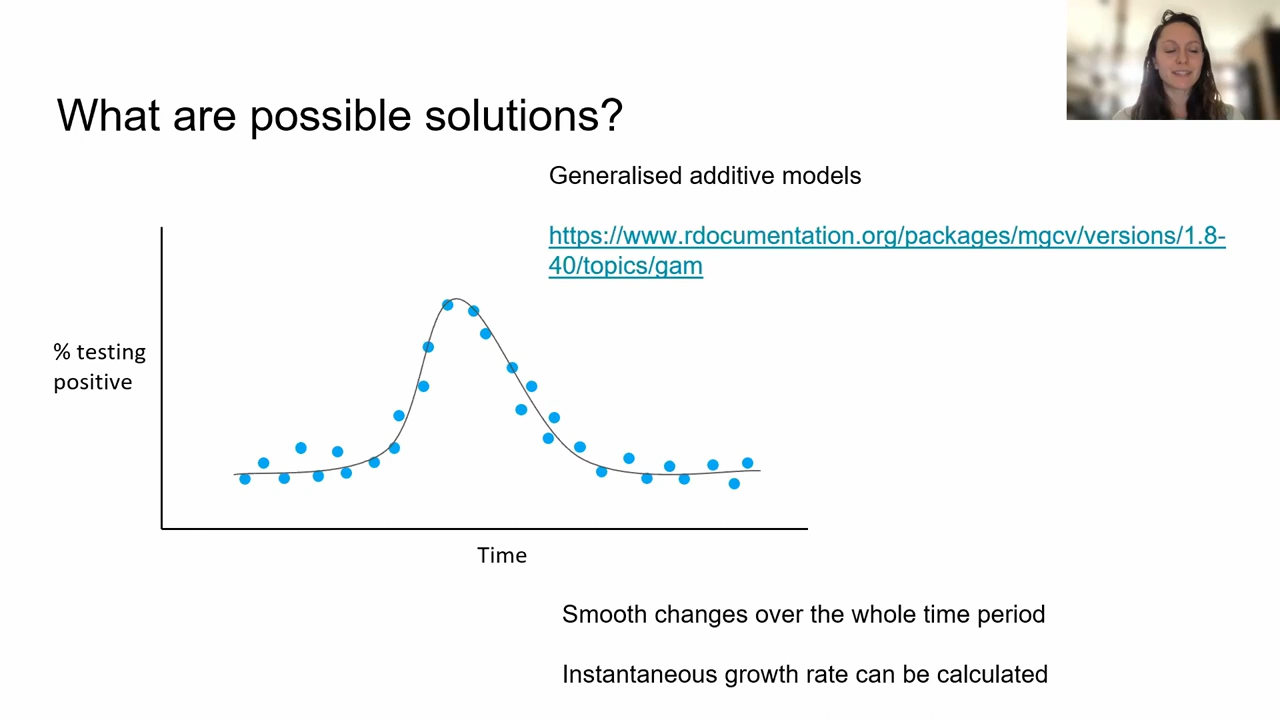 What are possible solutions?
Generalised additive models
https://www.rdocumentation.org/packages/mgcv/versions/1.8-
40/topics/gam
% testing
positive
Time
Smooth changes over the whole time period
Instantaneous growth rate can be calculated